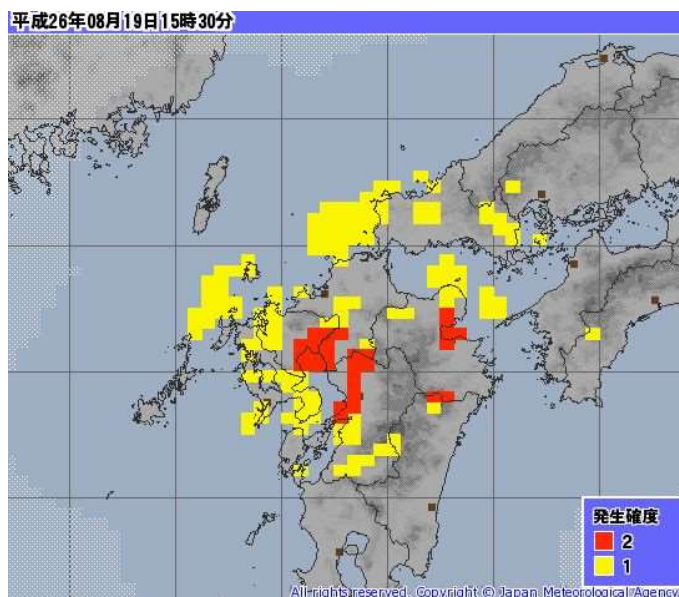 平成26年08月19日15時30分
発生確度
2
1
All rights reserved. Copyright © Japan Meteorological Agency